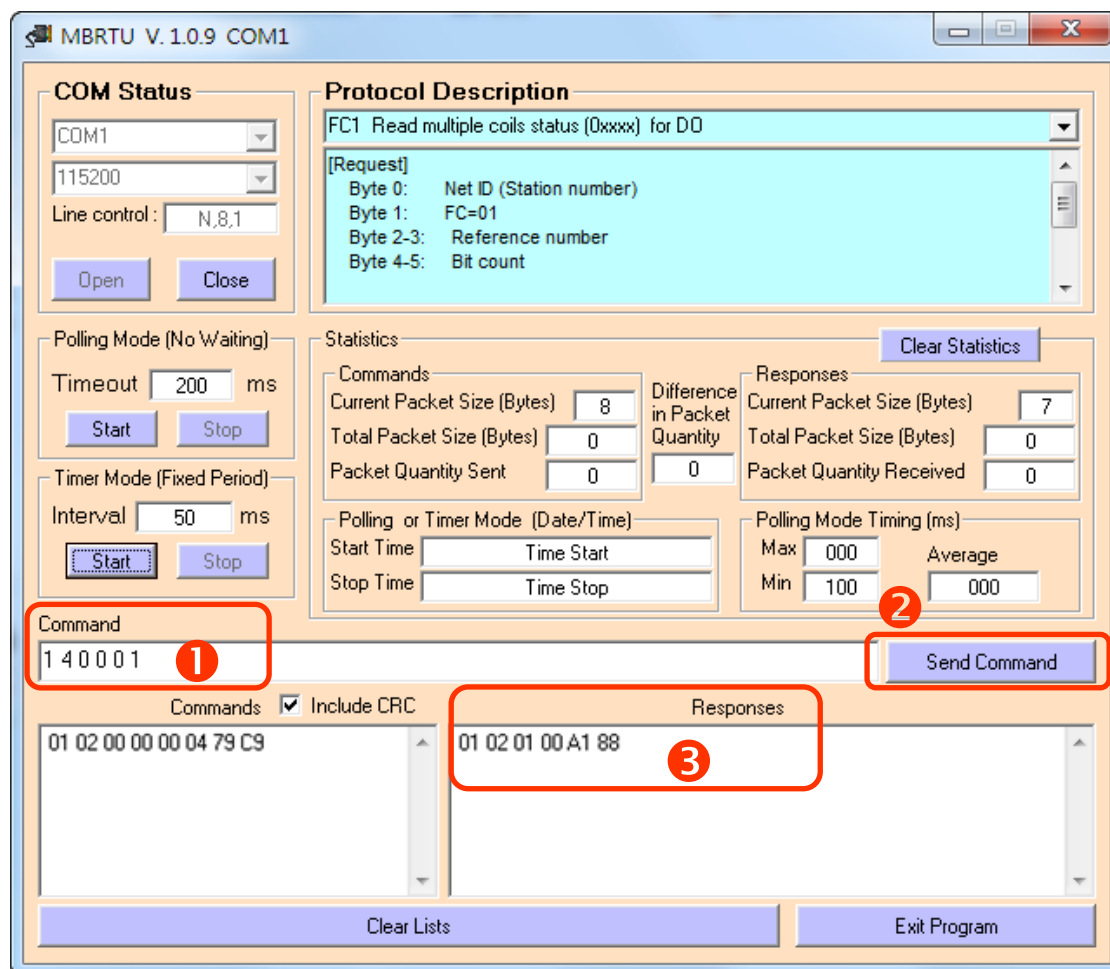 MBRTU V. 1.0.9 COM1
COM Status
COM1
115200
Line control : N,8,1
Open Close
Protocol Description
FC1 Read multiple coils status (0xxxx) for DO
[Request]
Byte 0: Net ID (Station number)
Byte 1: FC=01
Byte 2-3: Reference number
Byte 4-5: Bit count
Polling Mode (No Waiting)
Timeout 200 ms
Start Stop
Timer Mode (Fixed Period)
Interval 50 ms
Start Stop
Statistics
Clear Statistics
Commands
Current Packet Size (Bytes) 8
Total Packet Size (Bytes) 0
Packet Quantity Sent 0
Difference
in Packet
Quantity
0
Responses
Current Packet Size (Bytes) 7
Total Packet Size (Bytes) 0
Packet Quantity Received 0
Polling or Timer Mode (Date/Time)
Start Time Time Start
Stop Time Time Stop
Polling Mode Timing (ms)
Max 000
Min 100
Average
000
Command
1 4 0 0 0 1
1
2
Send Command
Commands Include CRC
01 02 00 00 00 04 79 C9
Responses
01 02 01 00 A1 88
3
Clear Lists
Exit Program